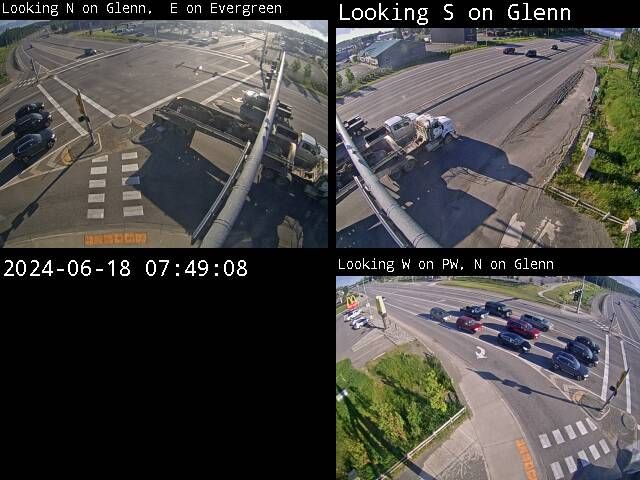 Looking N on Glenn, E on Evergreen
Looking S on Glenn
2024-06-18 07:49:08
Looking W on PW, N on Glenn